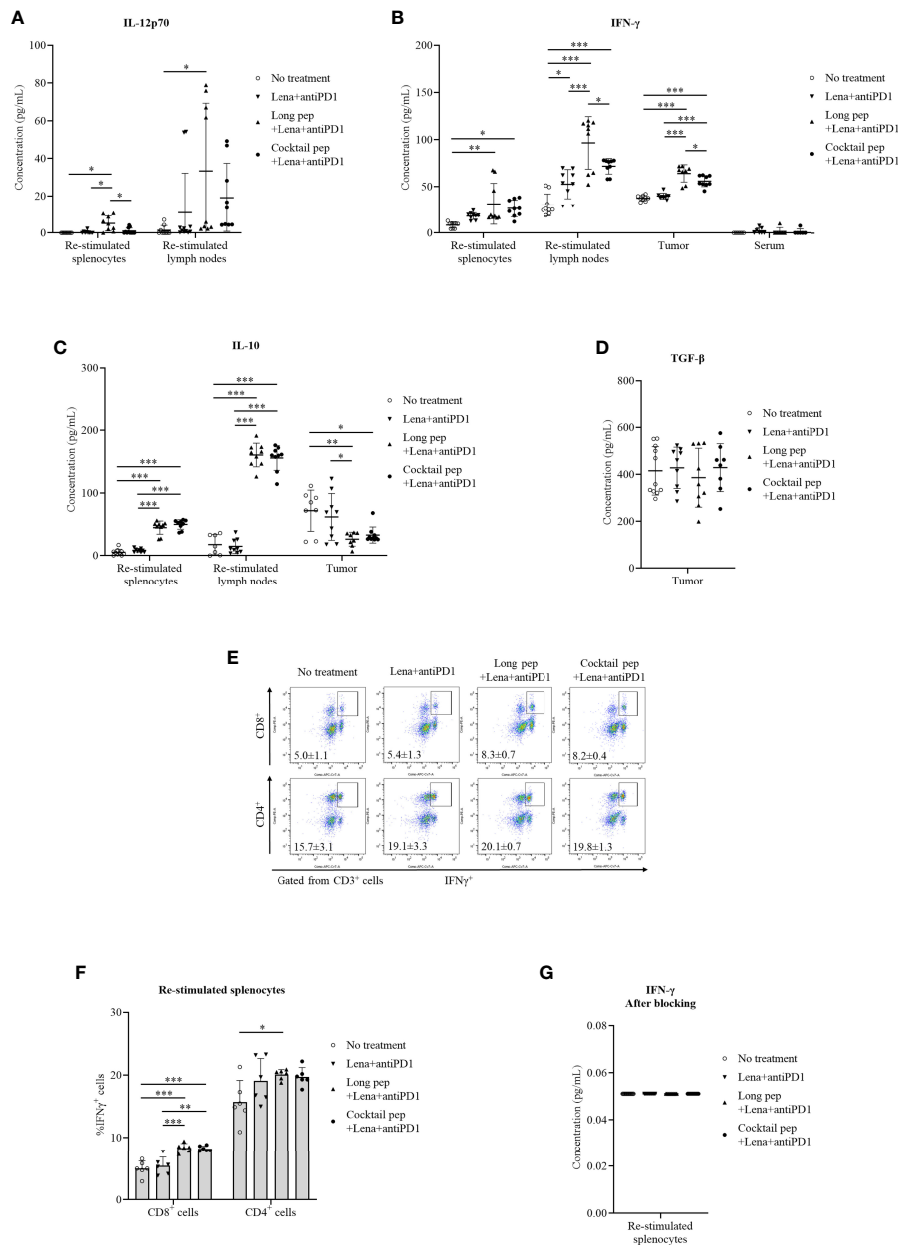 A
IL-12p70
Concentration (pg/mL)
100
80
60
40
20
0
*
*
*
*
Re-stimulated
splenocytes
Re-stimulated
lymph nodes
No treatment
Lena+antiPD1
Long pep
+Lena+antiPD1
Cocktail pep
+Lena+antiPD1
B
IFN-γ
Concentration (pg/mL)
200
150
100
50
0
*
**
***
***
*
***
*
***
***
***
***
*
Re-stimulated
splenocytes
Re-stimulated
lymph nodes
Tumor
Serum
No treatment
Lena+antiPD1
Long pep
+Lena+antiPD1
Cocktail pep
+Lena+antiPD1
C
IL-10
Concentration (pg/mL)
300
200
100
0
***
***
***
***
***
***
***
***
*
**
*
Re-stimulated
splenocytes
Re-stimulated
lymph nodes
Tumor
No treatment
Lena+antiPD1
Long pep
+Lena+antiPD1
Cocktail pep
+Lena+antiPD1
D
TGF-β
Concentration (pg/mL)
800
600
400
200
0
Tumor
No treatment
Lena+antiPD1
Long pep
+Lena+antiPD1
Cocktail pep
+Lena+antiPD1
E
No treatment
Lena+antiPD1
Long pep
+Lena+antiPD1
Cocktail pep
+Lena+antiPD1
CD8⁺
5.0±1.1
5.4±1.3
8.3±0.7
8.2±0.4
CD4⁺
15.7±3.1
19.1±3.3
20.1±0.7
19.8±1.3
Gated from CD3⁺ cells
IFNγ⁺
F
Re-stimulated splenocytes
%IFNγ⁺ cells
30
20
10
0
***
***
**
***
*
CD8⁺ cells
CD4⁺ cells
No treatment
Lena+antiPD1
Long pep
+Lena+antiPD1
Cocktail pep
+Lena+antiPD1
G
IFN-γ
After blocking
Concentration (pg/mL)
0.08
0.06
0.04
0.02
0.00
Re-stimulated
splenocytes
No treatment
Lena+antiPD1
Long pep
+Lena+antiPD1
Cocktail pep
+Lena+antiPD1